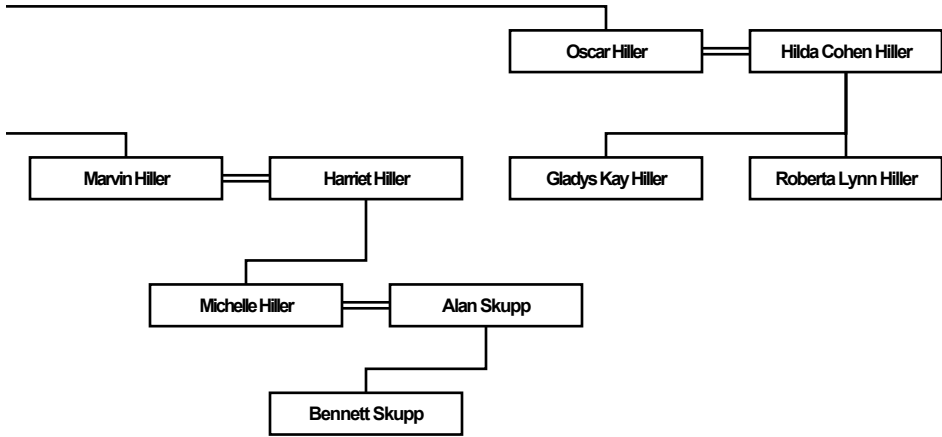 Oscar Hiller
Hilda Cohen Hiller
Marvin Hiller
Harriet Hiller
Gladys Kay Hiller
Roberta Lynn Hiller
Michelle Hiller
Alan Skupp
Bennett Skupp